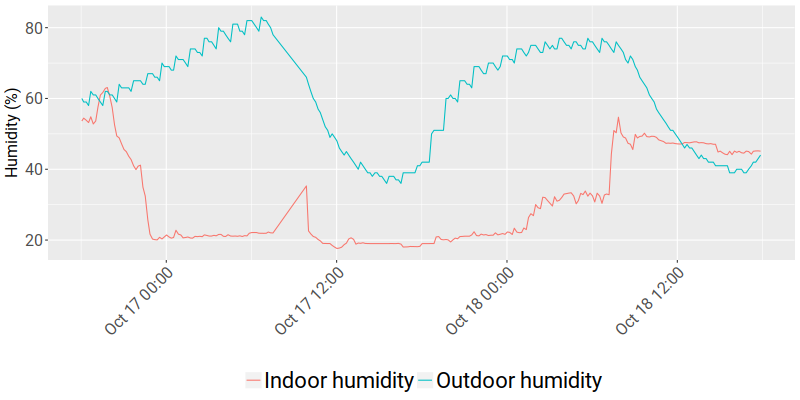 Humidity (%)
80
60
40
20
Oct 17 00:00
Oct 17 12:00
Oct 18 00:00
Oct 18 12:00
Indoor humidity
Outdoor humidity